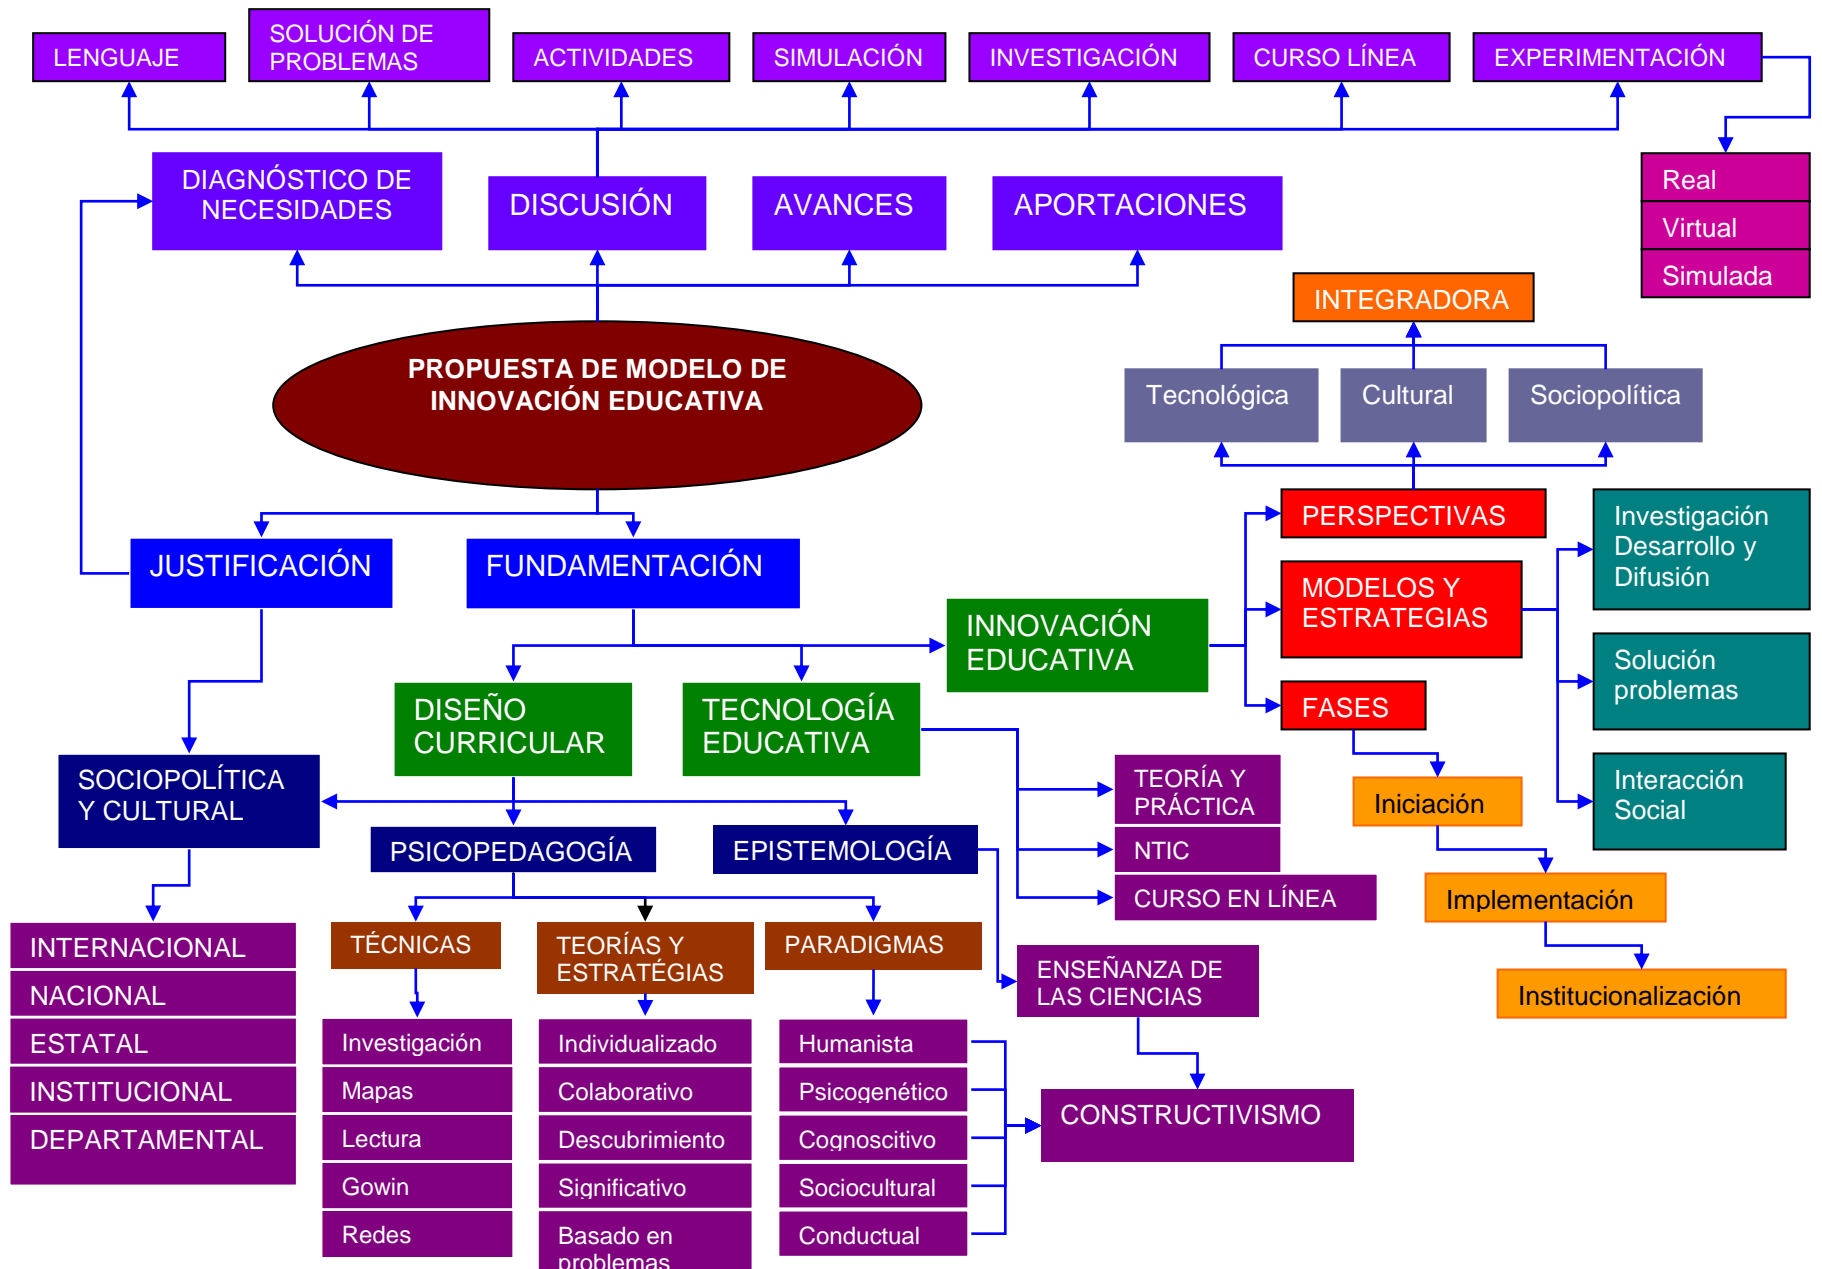 LENGUAJE
SOLUCIÓN DE
PROBLEMAS
ACTIVIDADES
SIMULACIÓN
INVESTIGACIÓN
CURSO LÍNEA
EXPERIMENTACIÓN
DIAGNÓSTICO DE
NECESIDADES
DISCUSIÓN
AVANCES
APORTACIONES
Real
Virtual
Simulada
INTEGRADORA
PROPUESTA DE MODELO DE
INNOVACIÓN EDUCATIVA
Tecnológica
Cultural
Sociopolítica
PERSPECTIVAS
Investigación
Desarrollo y
Difusión
JUSTIFICACIÓN
FUNDAMENTACIÓN
MODELOS Y
ESTRATEGIAS
INNOVACIÓN
EDUCATIVA
Solución
problemas
FASES
DISEÑO
CURRICULAR
TECNOLOGÍA
EDUCATIVA
SOCIOPOLÍTICA
Y CULTURAL
TEORÍA Y
PRÁCTICA
Iniciación
Interacción
Social
PSICOPEDAGOGÍA
EPISTEMOLOGÍA
NTIC
CURSO EN LÍNEA
Implementación
INTERNACIONAL
NACIONAL
ESTATAL
INSTITUCIONAL
DEPARTAMENTAL
TÉCNICAS
TEORÍAS Y
ESTRATÉGIAS
PARADIGMAS
ENSEÑANZA DE
LAS CIENCIAS
Institucionalización
Investigación
Mapas
Lectura
Gowin
Redes
Individualizado
Colaborativo
Descubrimiento
Significativo
Basado en
problemas
Humanista
Psicogenético
Cognoscitivo
Sociocultural
Conductual
CONSTRUCTIVISMO